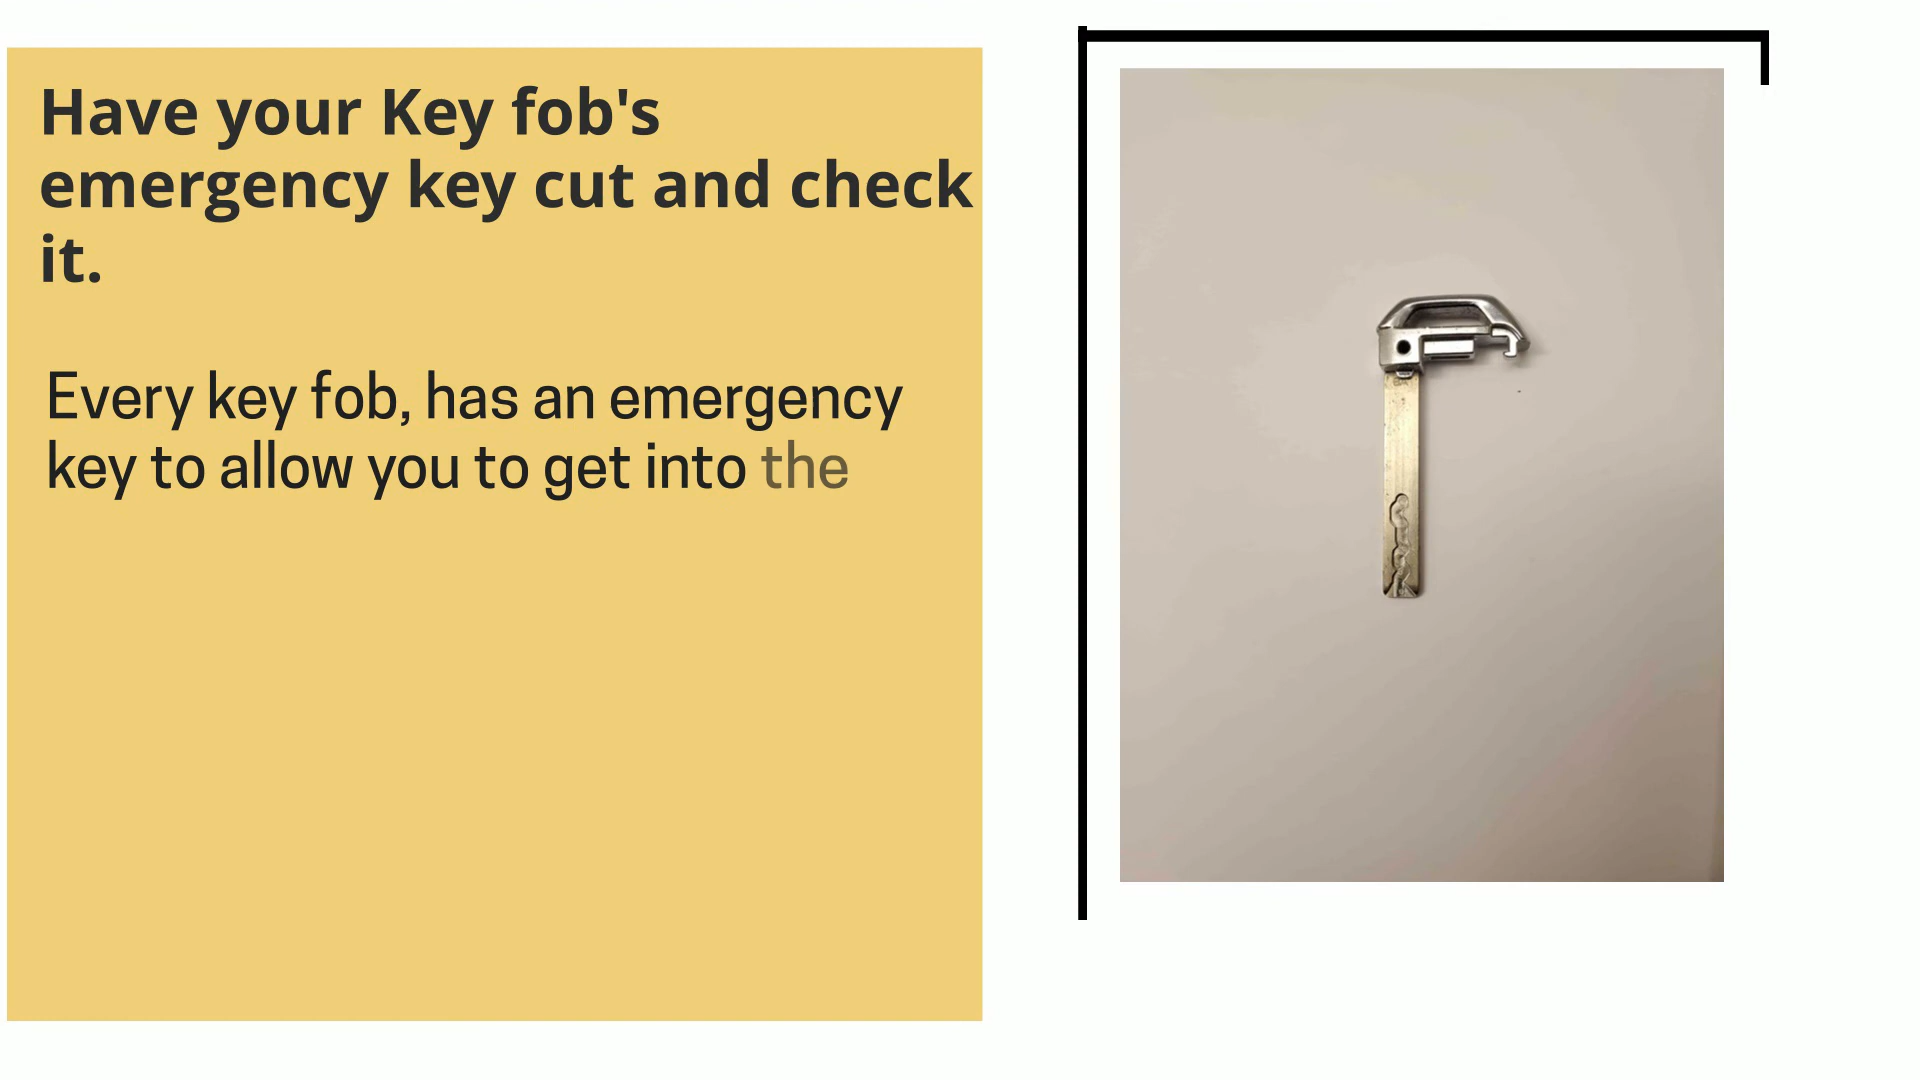 Have your Key fob's
emergency key cut and check
it.
Every key fob, has an emergency
key to allow you to get into the